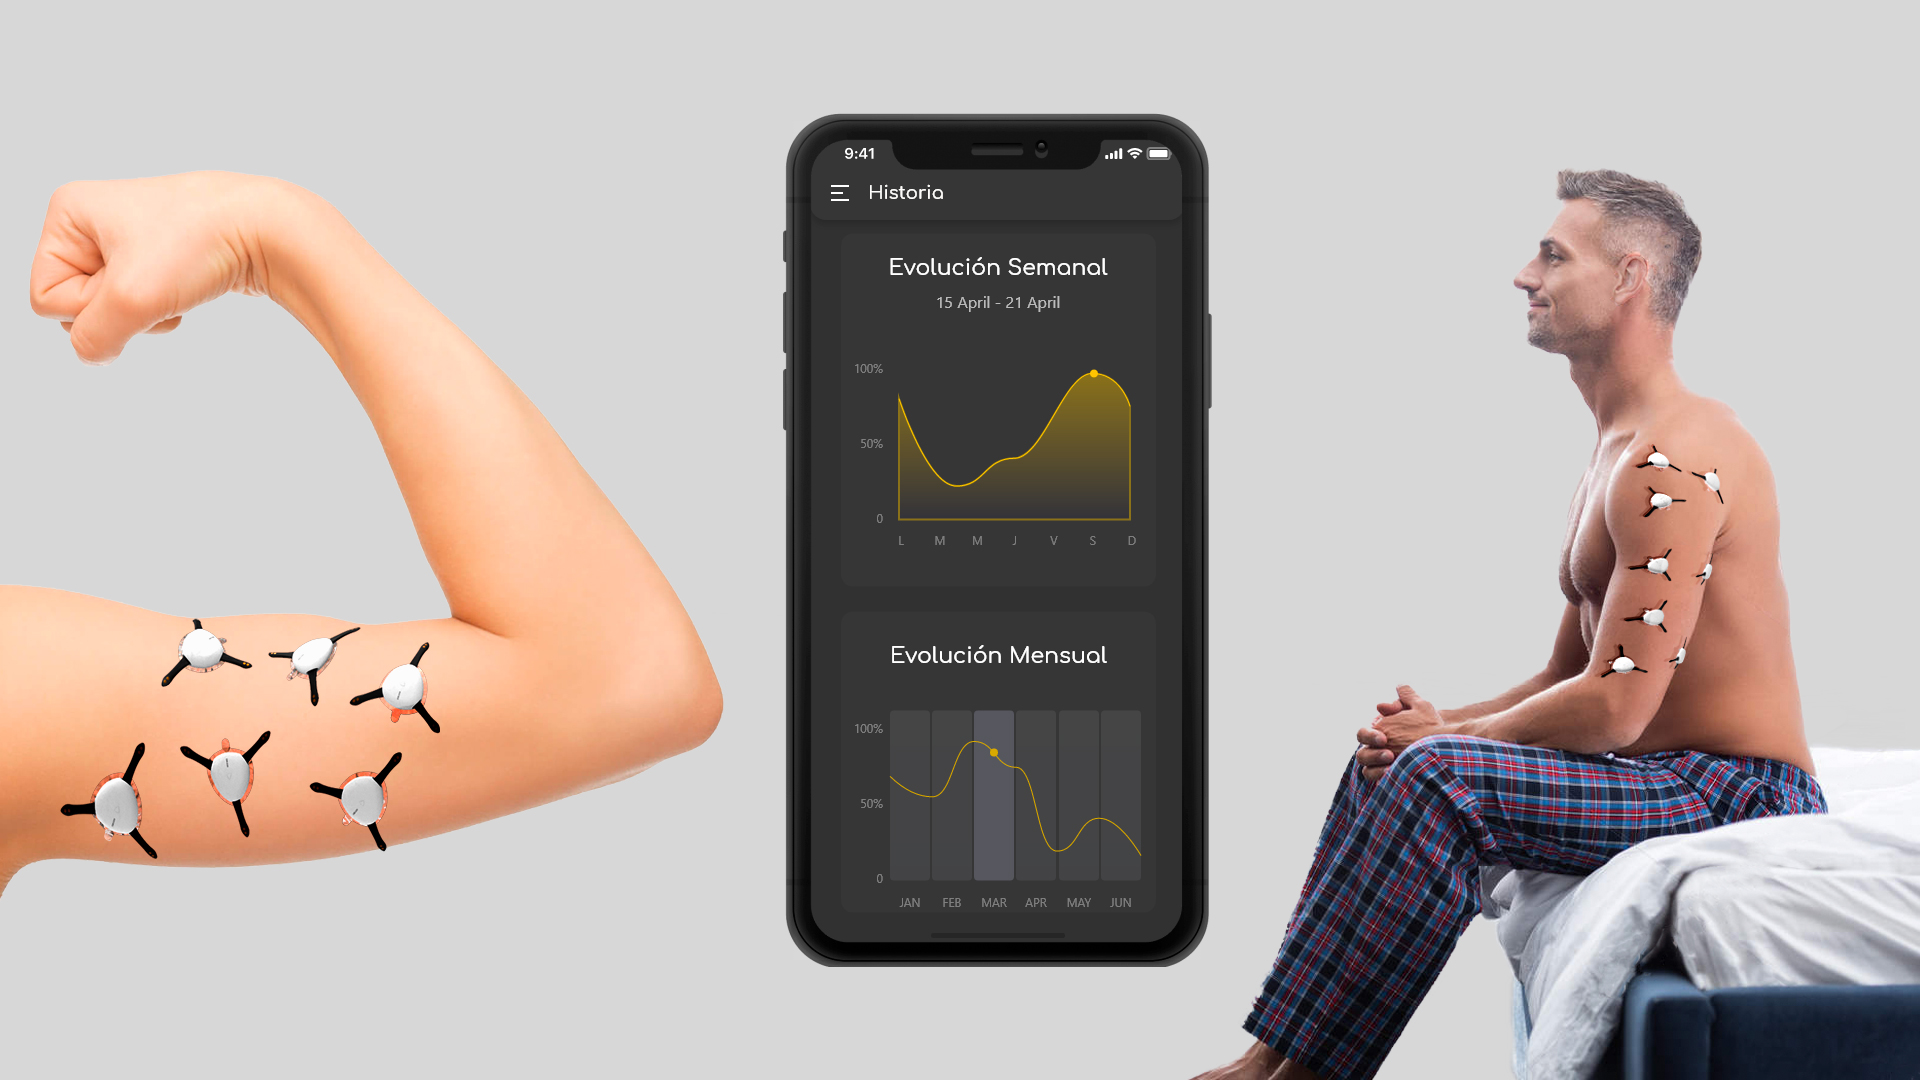 9:41
Historia
Evolución Semanal
15 April - 21 April
100%
50%
0
L M M J V S D
Evolución Mensual
100%
50%
0
JAN FEB MAR APR MAY JUN